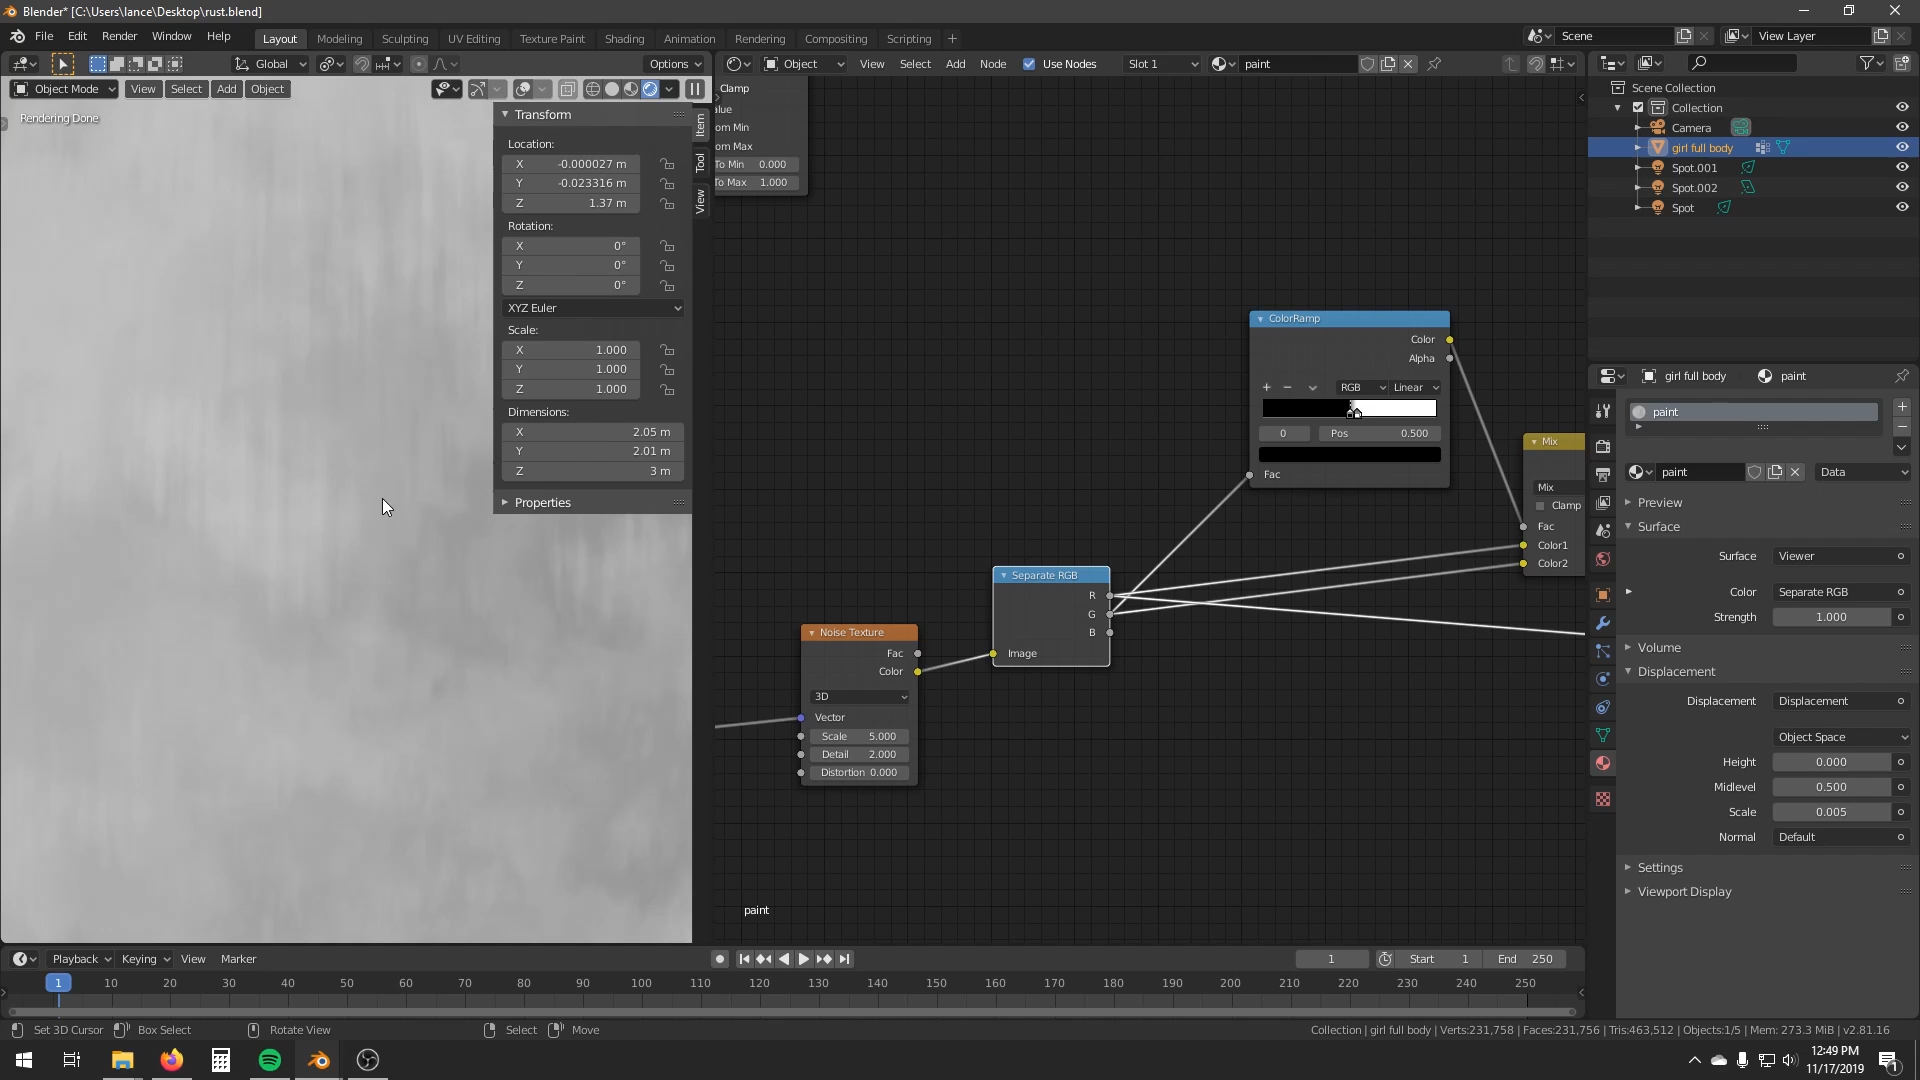 Blender* [C:\Users\lance\Desktop\rust.blend]
File Edit Render Window Help
Layout Modeling Sculpting UV Editing Texture Paint Shading Animation Rendering Compositing Scripting +
Scene View Layer
Global Options
Object View Select Add Node Use Nodes Slot 1 paint
Object Mode View Select Add Object
Rendering Done
Transform
Location:
X -0.000027 m
Y -0.023316 m
Z 1.37 m
Rotation:
X 0°
Y 0°
Z 0°
XYZ Euler
Scale:
X 1.000
Y 1.000
Z 1.000
Dimensions:
X 2.05 m
Y 2.01 m
Z 3 m
Properties
Item
Tool
View
Clamp
alue
om Min
om Max
To Min 0.000
To Max 1.000
ColorRamp
Color
Alpha
+ − RGB Linear
0 Pos 0.500
Fac
Mix
Mix
Clamp
Fac
Color1
Color2
Separate RGB
R
G
B
Image
Noise Texture
Fac
Color
3D
Vector
Scale 5.000
Detail 2.000
Distortion 0.000
paint
Scene Collection
Collection
Camera
girl full body
Spot.001
Spot.002
Spot
girl full body paint
paint
paint Data
Preview
Surface
Surface Viewer
Color Separate RGB
Strength 1.000
Volume
Displacement
Displacement Displacement
Object Space
Height 0.000
Midlevel 0.500
Scale 0.005
Normal Default
Settings
Viewport Display
Playback Keying View Marker
1 Start 1 End 250
1 10 20 30 40 50 60 70 80 90 100 110 120 130 140 150 160 170 180 190 200 210 220 230 240 250
Set 3D Cursor Box Select Rotate View Select Move
Collection | girl full body | Verts:231,758 | Faces:231,756 | Tris:463,512 | Objects:1/5 | Mem: 273.3 MiB | v2.81.16
12:49 PM
11/17/2019
1